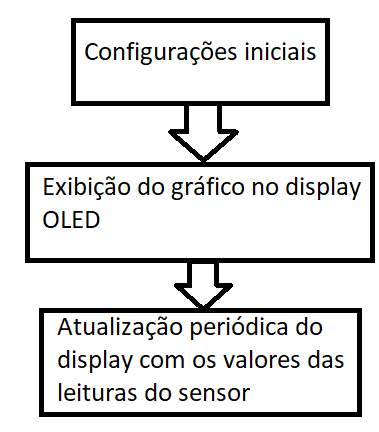 Configurações iniciais
Exibição do gráfico no display
OLED
Atualização periódica do
display com os valores das
leituras do sensor